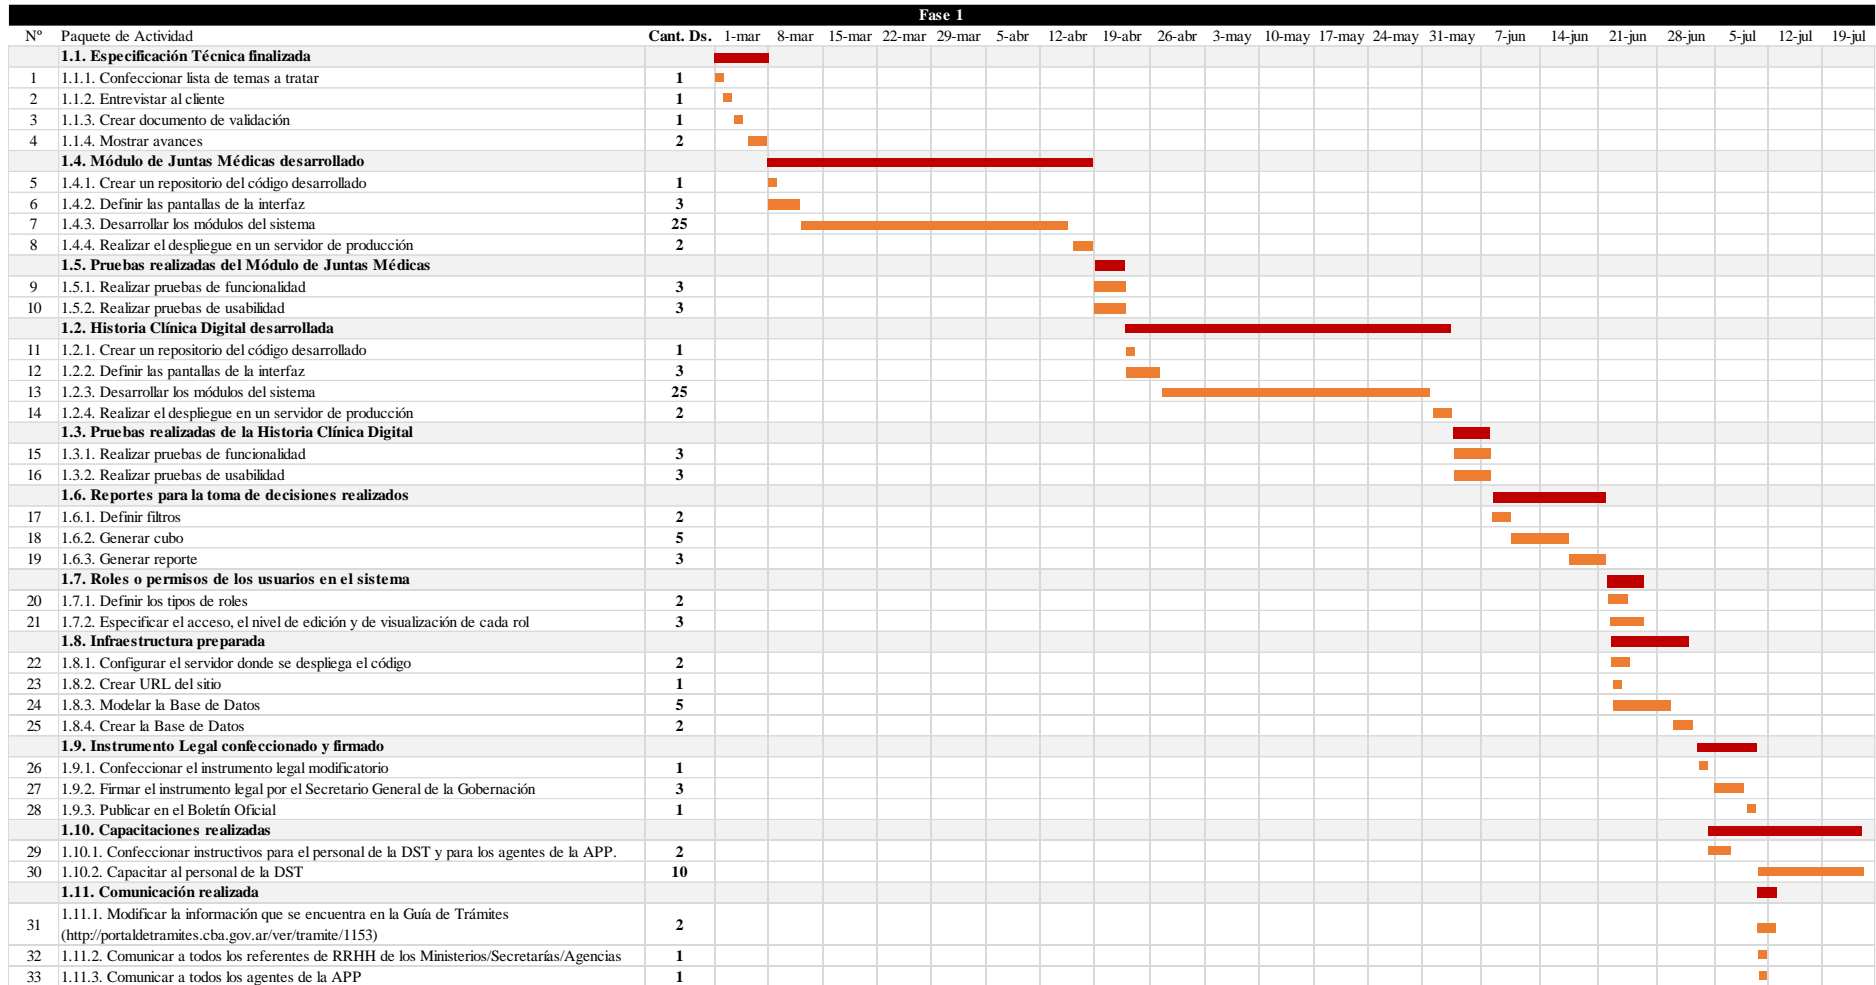 Fase 1
Nº Paquete de Actividad Cant. Ds. 1-mar 8-mar 15-mar 22-mar 29-mar 5-abr 12-abr 19-abr 26-abr 3-may 10-may 17-may 24-may 31-may 7-jun 14-jun 21-jun 28-jun 5-jul 12-jul 19-jul
1.1. Especificación Técnica finalizada
1 1.1.1. Confeccionar lista de temas a tratar 1
2 1.1.2. Entrevistar al cliente 1
3 1.1.3. Crear documento de validación 1
4 1.1.4. Mostrar avances 2
1.4. Módulo de Juntas Médicas desarrollado
5 1.4.1. Crear un repositorio del código desarrollado 1
6 1.4.2. Definir las pantallas de la interfaz 3
7 1.4.3. Desarrollar los módulos del sistema 25
8 1.4.4. Realizar el despliegue en un servidor de producción 2
1.5. Pruebas realizadas del Módulo de Juntas Médicas
9 1.5.1. Realizar pruebas de funcionalidad 3
10 1.5.2. Realizar pruebas de usabilidad 3
1.2. Historia Clínica Digital desarrollada
11 1.2.1. Crear un repositorio del código desarrollado 1
12 1.2.2. Definir las pantallas de la interfaz 3
13 1.2.3. Desarrollar los módulos del sistema 25
14 1.2.4. Realizar el despliegue en un servidor de producción 2
1.3. Pruebas realizadas de la Historia Clínica Digital
15 1.3.1. Realizar pruebas de funcionalidad 3
16 1.3.2. Realizar pruebas de usabilidad 3
1.6. Reportes para la toma de decisiones realizados
17 1.6.1. Definir filtros 2
18 1.6.2. Generar cubo 5
19 1.6.3. Generar reporte 3
1.7. Roles o permisos de los usuarios en el sistema
20 1.7.1. Definir los tipos de roles 2
21 1.7.2. Especificar el acceso, el nivel de edición y de visualización de cada rol 3
1.8. Infraestructura preparada
22 1.8.1. Configurar el servidor donde se despliega el código 2
23 1.8.2. Crear URL del sitio 1
24 1.8.3. Modelar la Base de Datos 5
25 1.8.4. Crear la Base de Datos 2
1.9. Instrumento Legal confeccionado y firmado
26 1.9.1. Confeccionar el instrumento legal modificatorio 1
27 1.9.2. Firmar el instrumento legal por el Secretario General de la Gobernación 3
28 1.9.3. Publicar en el Boletín Oficial 1
1.10. Capacitaciones realizadas
29 1.10.1. Confeccionar instructivos para el personal de la DST y para los agentes de la APP. 2
30 1.10.2. Capacitar al personal de la DST 10
1.11. Comunicación realizada
31 1.11.1. Modificar la información que se encuentra en la Guía de Trámites
(http://portaldetramites.cba.gov.ar/ver/tramite/1153) 2
32 1.11.2. Comunicar a todos los referentes de RRHH de los Ministerios/Secretarías/Agencias 1
33 1.11.3. Comunicar a todos los agentes de la APP 1